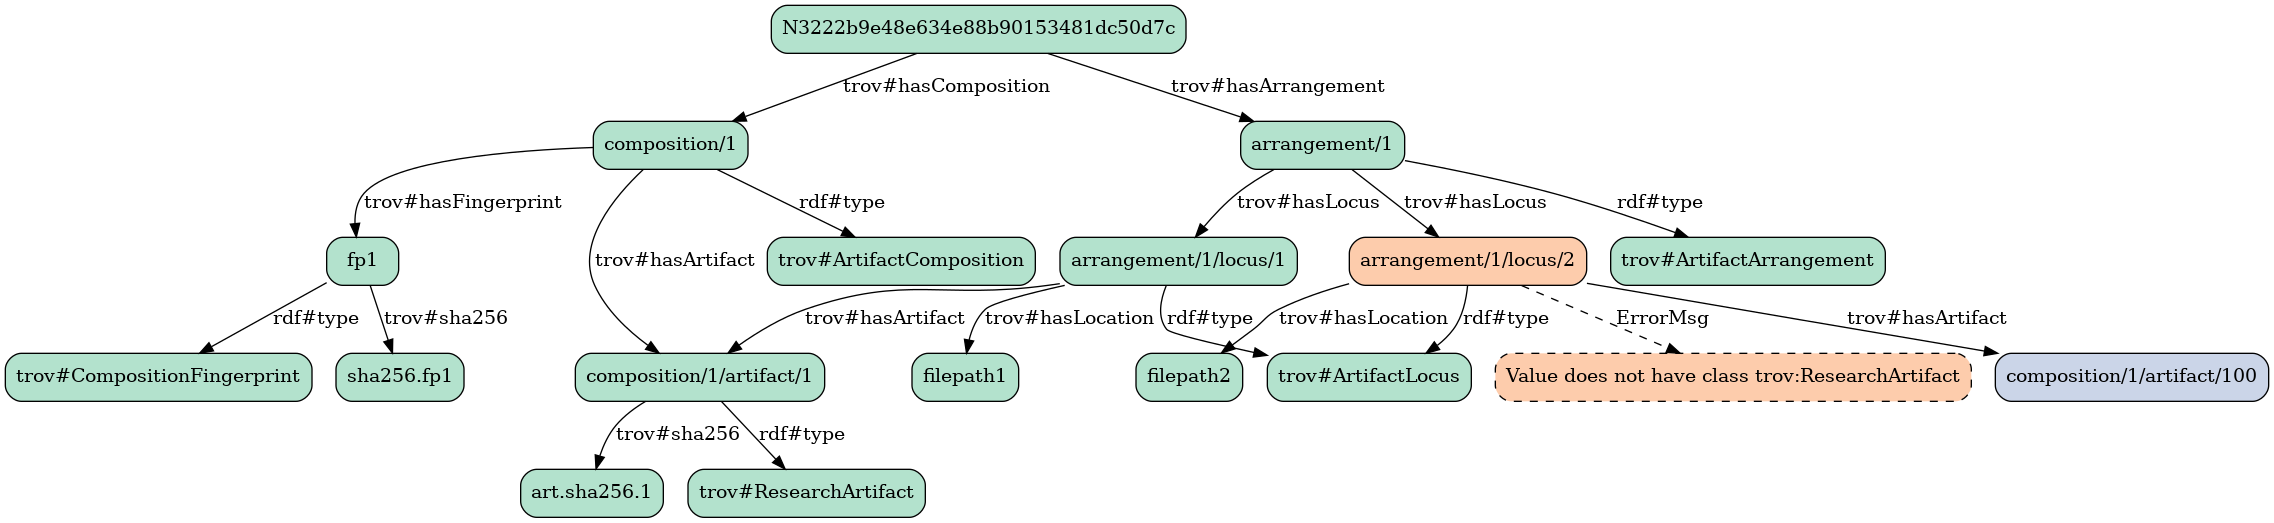 N3222b9e48e634e88b90153481dc50d7c
trov#hasComposition
trov#hasArrangement
composition/1
arrangement/1
trov#hasFingerprint
trov#hasArtifact
rdf#type
trov#hasLocus
trov#hasLocus
rdf#type
fp1
trov#ArtifactComposition
arrangement/1/locus/1
arrangement/1/locus/2
trov#ArtifactArrangement
rdf#type
trov#sha256
trov#hasArtifact
trov#hasLocation
rdf#type
trov#hasLocation
rdf#type
ErrorMsg
trov#hasArtifact
trov#CompositionFingerprint
sha256.fp1
composition/1/artifact/1
filepath1
filepath2
trov#ArtifactLocus
Value does not have class trov:ResearchArtifact
composition/1/artifact/100
trov#sha256
rdf#type
art.sha256.1
trov#ResearchArtifact